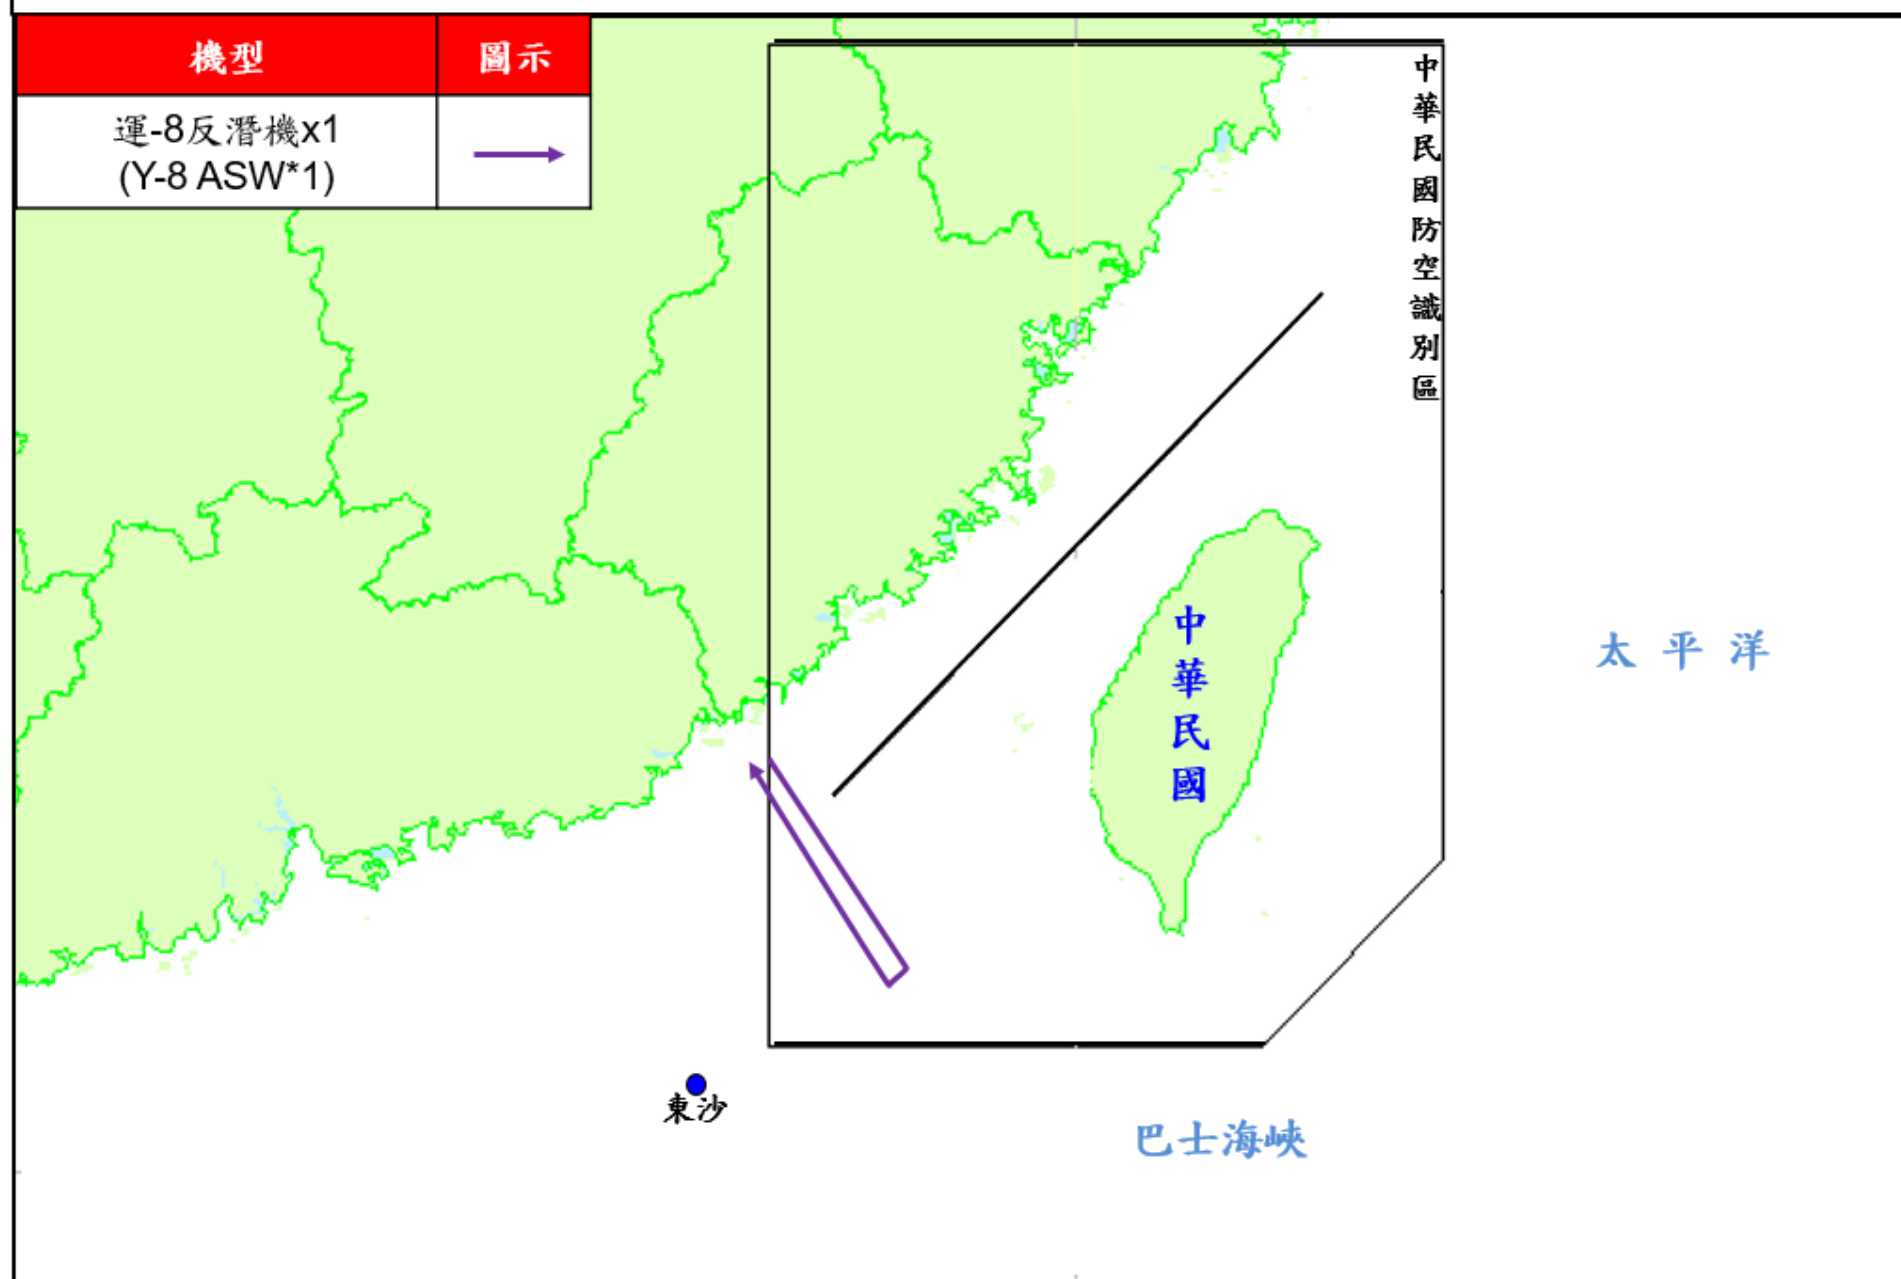 機型
圖示
運-8反潛機x1
(Y-8 ASW*1)
中華民國防空識別區
中華民國
太平洋
東沙
巴士海峽